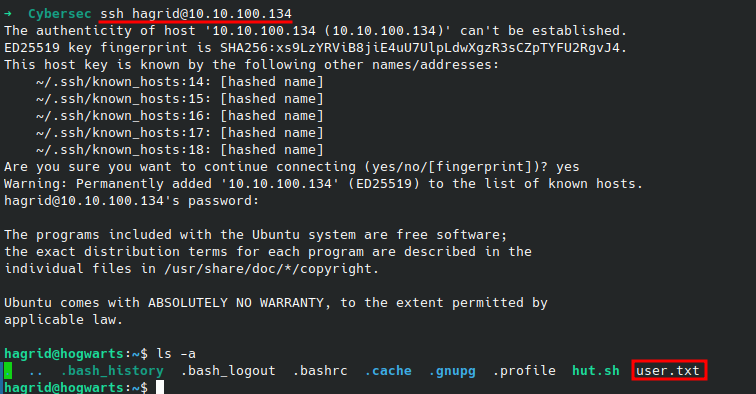 → Cybersec ssh hagrid@10.10.100.134
The authenticity of host '10.10.100.134 (10.10.100.134)' can't be established.
ED25519 key fingerprint is SHA256:xs9LzYRViB8jiE4uU7UlpLdwXgzR3sCZpTYFU2RgvJ4.
This host key is known by the following other names/addresses:
    ~/.ssh/known_hosts:14: [hashed name]
    ~/.ssh/known_hosts:15: [hashed name]
    ~/.ssh/known_hosts:16: [hashed name]
    ~/.ssh/known_hosts:17: [hashed name]
    ~/.ssh/known_hosts:18: [hashed name]
Are you sure you want to continue connecting (yes/no/[fingerprint])? yes
Warning: Permanently added '10.10.100.134' (ED25519) to the list of known hosts.
hagrid@10.10.100.134's password:
The programs included with the Ubuntu system are free software;
the exact distribution terms for each program are described in the
individual files in /usr/share/doc/*/copyright.
Ubuntu comes with ABSOLUTELY NO WARRANTY, to the extent permitted by
applicable law.
hagrid@hogwarts:~$ ls -a
.. .bash_history .bash_logout .bashrc .cache .gnupg .profile hut.sh user.txt
hagrid@hogwarts:~$